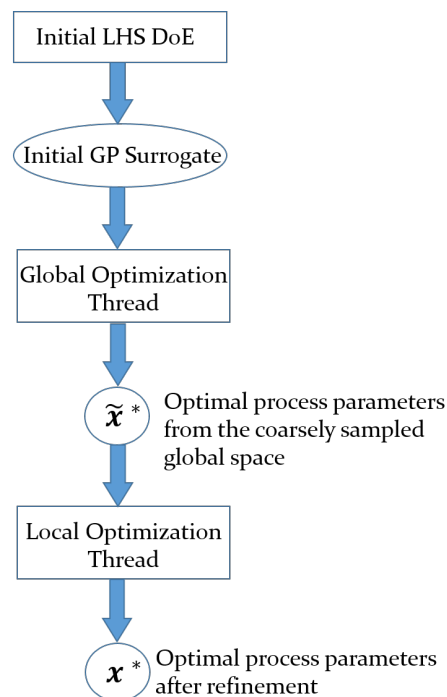 Initial LHS DoE
Initial GP Surrogate
Global Optimization
Thread
x̃ *
Optimal process parameters
from the coarsely sampled
global space
Local Optimization
Thread
x *
Optimal process parameters
after refinement